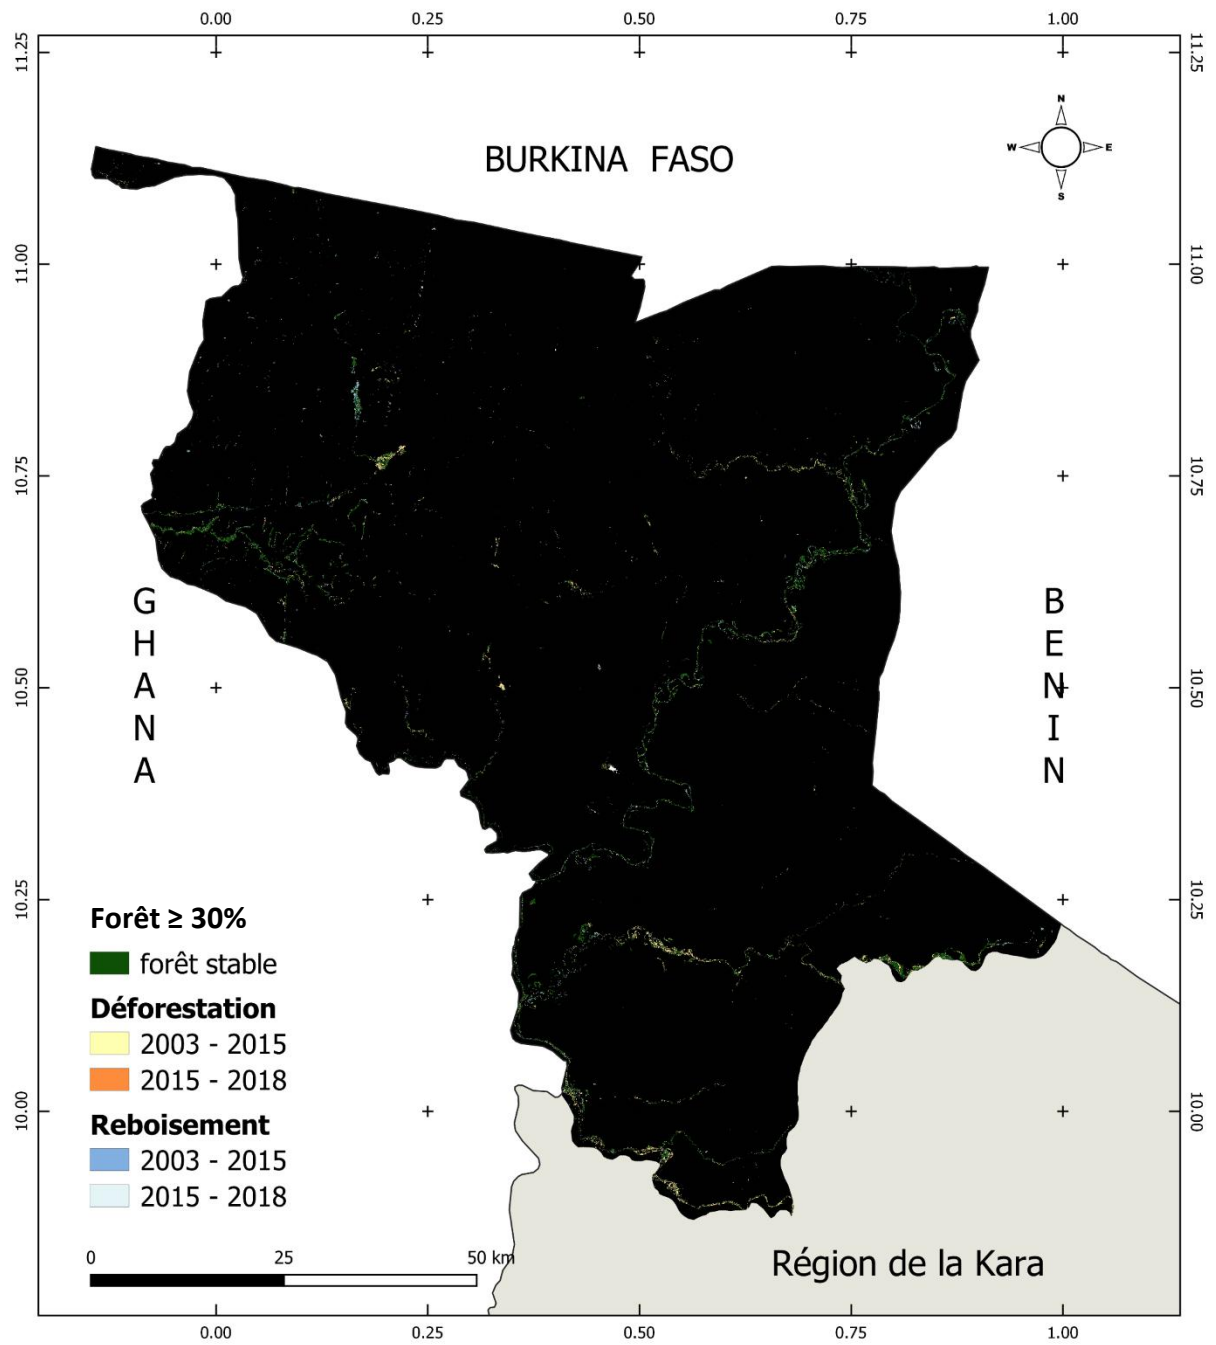 0.00 0.25 0.50 0.75 1.00
11.25 11.25
N
W E
S
BURKINA FASO
11.00 11.00
10.75 10.75
G
H
A
N
A
B
E
N
I
N
10.50 10.50
10.25 10.25
Forêt ≥ 30%
forêt stable
Déforestation
2003 - 2015
2015 - 2018
10.00 10.00
Reboisement
2003 - 2015
2015 - 2018
0 25 50 km
Région de la Kara
0.00 0.25 0.50 0.75 1.00